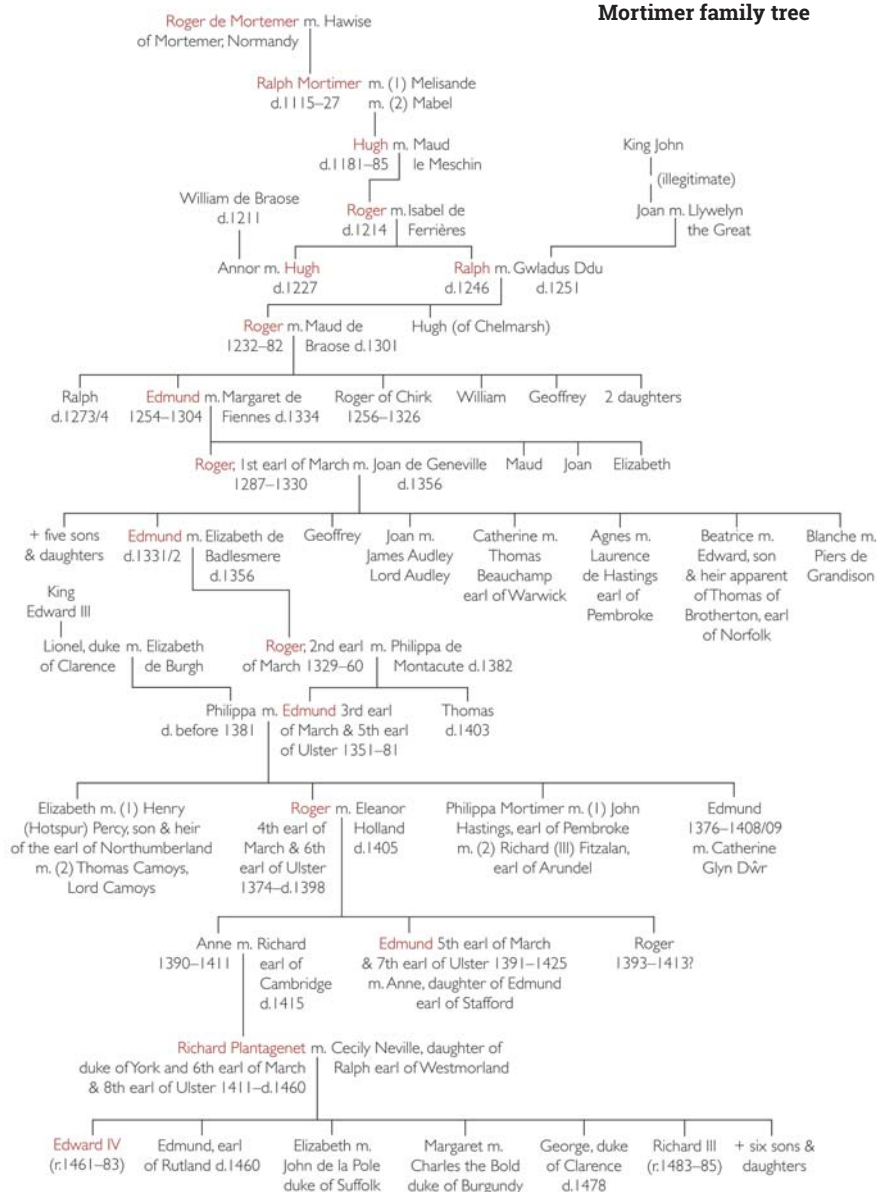 Mortimer family tree
Roger de Mortemer m. Hawise
of Mortemer, Normandy
Ralph Mortimer m. (1) Melisande
d.1115–27 m. (2) Mabel
Hugh m. Maud
d.1181–85 le Meschin
King John
(illegitimate)
William de Braose
d.1211
Roger m. Isabel de
d.1214 Ferrières
Joan m. Llywelyn
the Great
Annor m. Hugh
d.1227
Ralph m. Gwladus Ddu
d.1246 d.1251
Roger m. Maud de
1232–82 Braose d.1301
Hugh (of Chelmarsh)
Ralph
d.1273/4
Edmund m. Margaret de
1254–1304 Fiennes d.1334
Roger of Chirk
1256–1326
William
Geoffrey
2 daughters
Roger, 1st earl of March m. Joan de Geneville
1287–1330 d.1356
Maud
Joan
Elizabeth
+ five sons
& daughters
Edmund m. Elizabeth de
d.1331/2 Badlesmere
d.1356
Geoffrey
Joan m.
James Audley
Lord Audley
Catherine m.
Thomas
Beauchamp
earl of Warwick
Agnes m.
Laurence
de Hastings
earl of
Pembroke
Beatrice m.
Edward, son
& heir apparent
of Thomas of
Brotherton, earl
of Norfolk
Blanche m.
Piers de
Grandison
King
Edward III
Lionel, duke m. Elizabeth
of Clarence de Burgh
Roger, 2nd earl m. Philippa de
of March 1329–60 Montacute d.1382
Philippa m. Edmund 3rd earl
d. before 1381 of March & 5th earl
of Ulster 1351–81
Thomas
d.1403
Elizabeth m. (1) Henry
(Hotspur) Percy, son & heir
of the earl of Northumberland
m. (2) Thomas Camoys,
Lord Camoys
Roger m. Eleanor
4th earl of Holland
March & 6th d.1405
earl of Ulster
1374–d.1398
Philippa Mortimer m. (1) John
Hastings, earl of Pembroke
m. (2) Richard (III) Fitzalan,
earl of Arundel
Edmund
1376–1408/09
m. Catherine
Glyn Dŵr
Anne m. Richard
1390–1411 earl of
Cambridge
d.1415
Edmund 5th earl of March
& 7th earl of Ulster 1391–1425
m. Anne, daughter of Edmund
earl of Stafford
Roger
1393–1413?
Richard Plantagenet m. Cecily Neville, daughter of
duke of York and 6th earl of March Ralph earl of Westmorland
& 8th earl of Ulster 1411–d.1460
Edward IV
(r.1461–83)
Edmund, earl
of Rutland d.1460
Elizabeth m.
John de la Pole
duke of Suffolk
Margaret m.
Charles the Bold
duke of Burgundy
George, duke
of Clarence
d.1478
Richard III
(r.1483–85)
+ six sons &
daughters